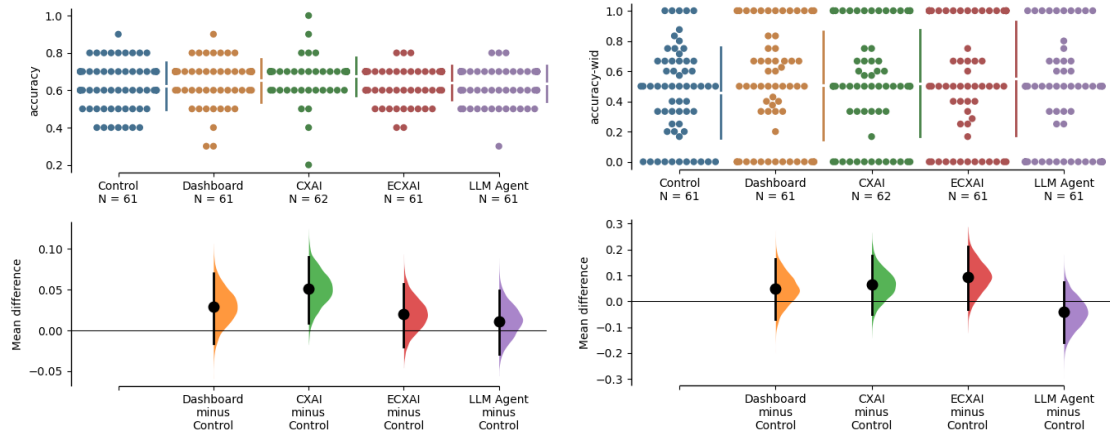 accuracy
1.0
0.8
0.6
0.4
0.2
Control Dashboard CXAI ECXAI LLM Agent
N = 61 N = 61 N = 62 N = 61 N = 61
Mean difference
0.10
0.05
0.00
−0.05
Dashboard CXAI ECXAI LLM Agent
minus minus minus minus
Control Control Control Control
accuracy-wid
1.0
0.8
0.6
0.4
0.2
0.0
Control Dashboard CXAI ECXAI LLM Agent
N = 61 N = 61 N = 62 N = 61 N = 61
Mean difference
0.3
0.2
0.1
0.0
−0.1
−0.2
−0.3
Dashboard CXAI ECXAI LLM Agent
minus minus minus minus
Control Control Control Control